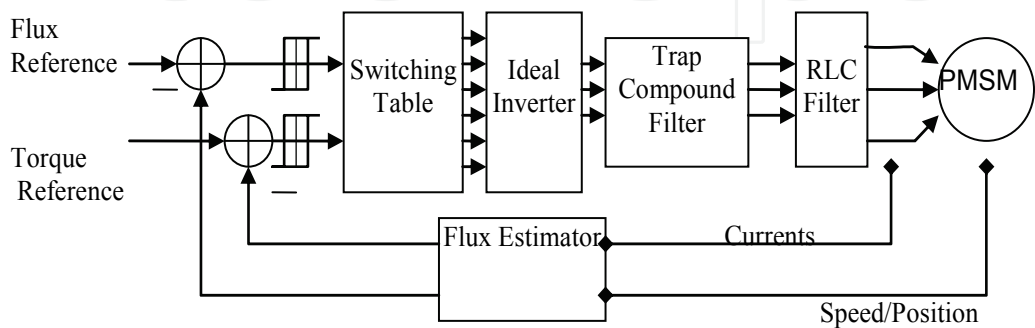 Flux
Reference
Torque
Reference
Switching
Table
Ideal
Inverter
Trap
Compound
Filter
RLC
Filter
PMSM
Flux Estimator
Currents
Speed/Position